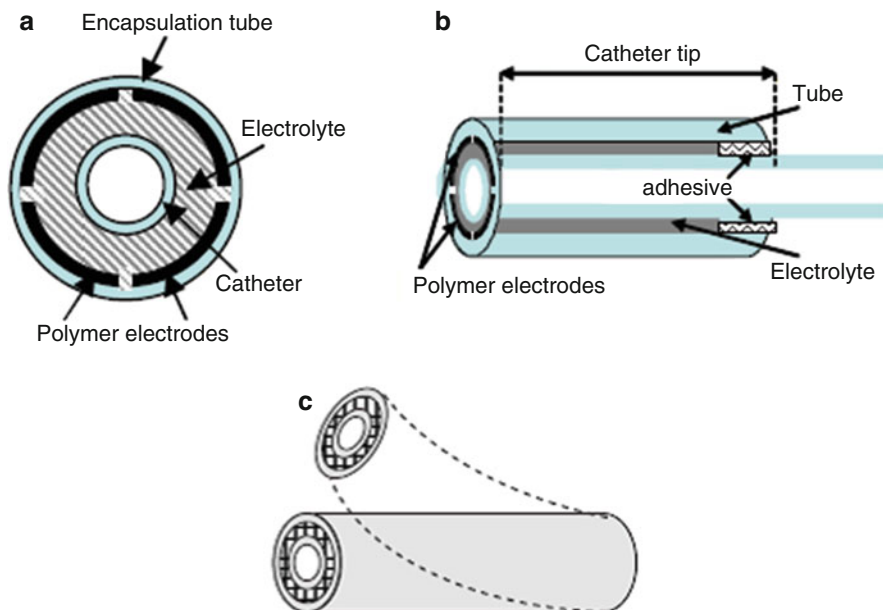 a
Encapsulation tube
Electrolyte
Catheter
Polymer electrodes
b
Catheter tip
Tube
adhesive
Electrolyte
Polymer electrodes
c